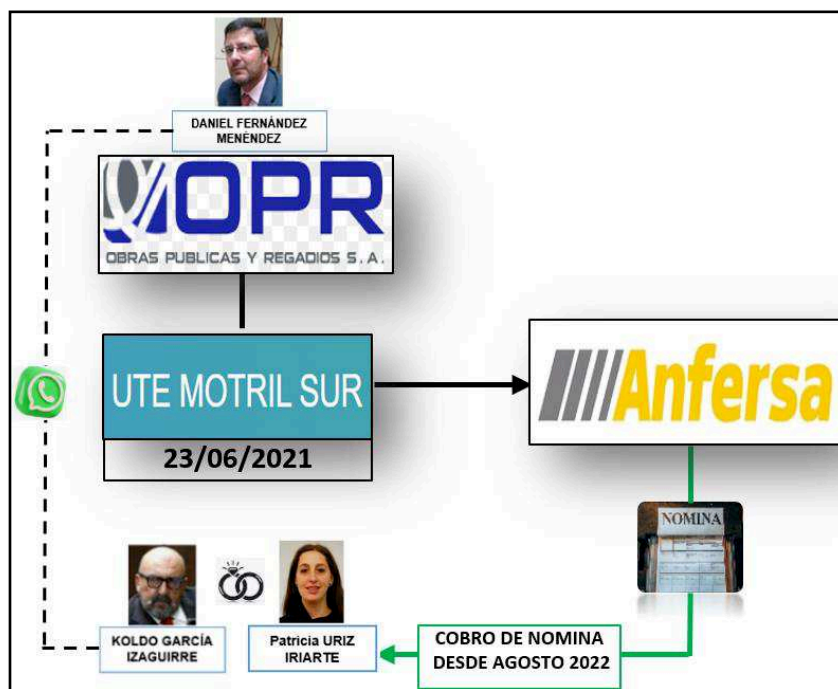 DANIEL FERNÁNDEZ
MENÉNDEZ
OPR
OBRAS PUBLICAS Y REGADIOS S.A.
UTE MOTRIL SUR
23/06/2021
Anfersa
NOMINA
KOLDO GARCÍA
IZAGUIRRE
Patricia URIZ
IRIARTE
COBRO DE NOMINA
DESDE AGOSTO 2022